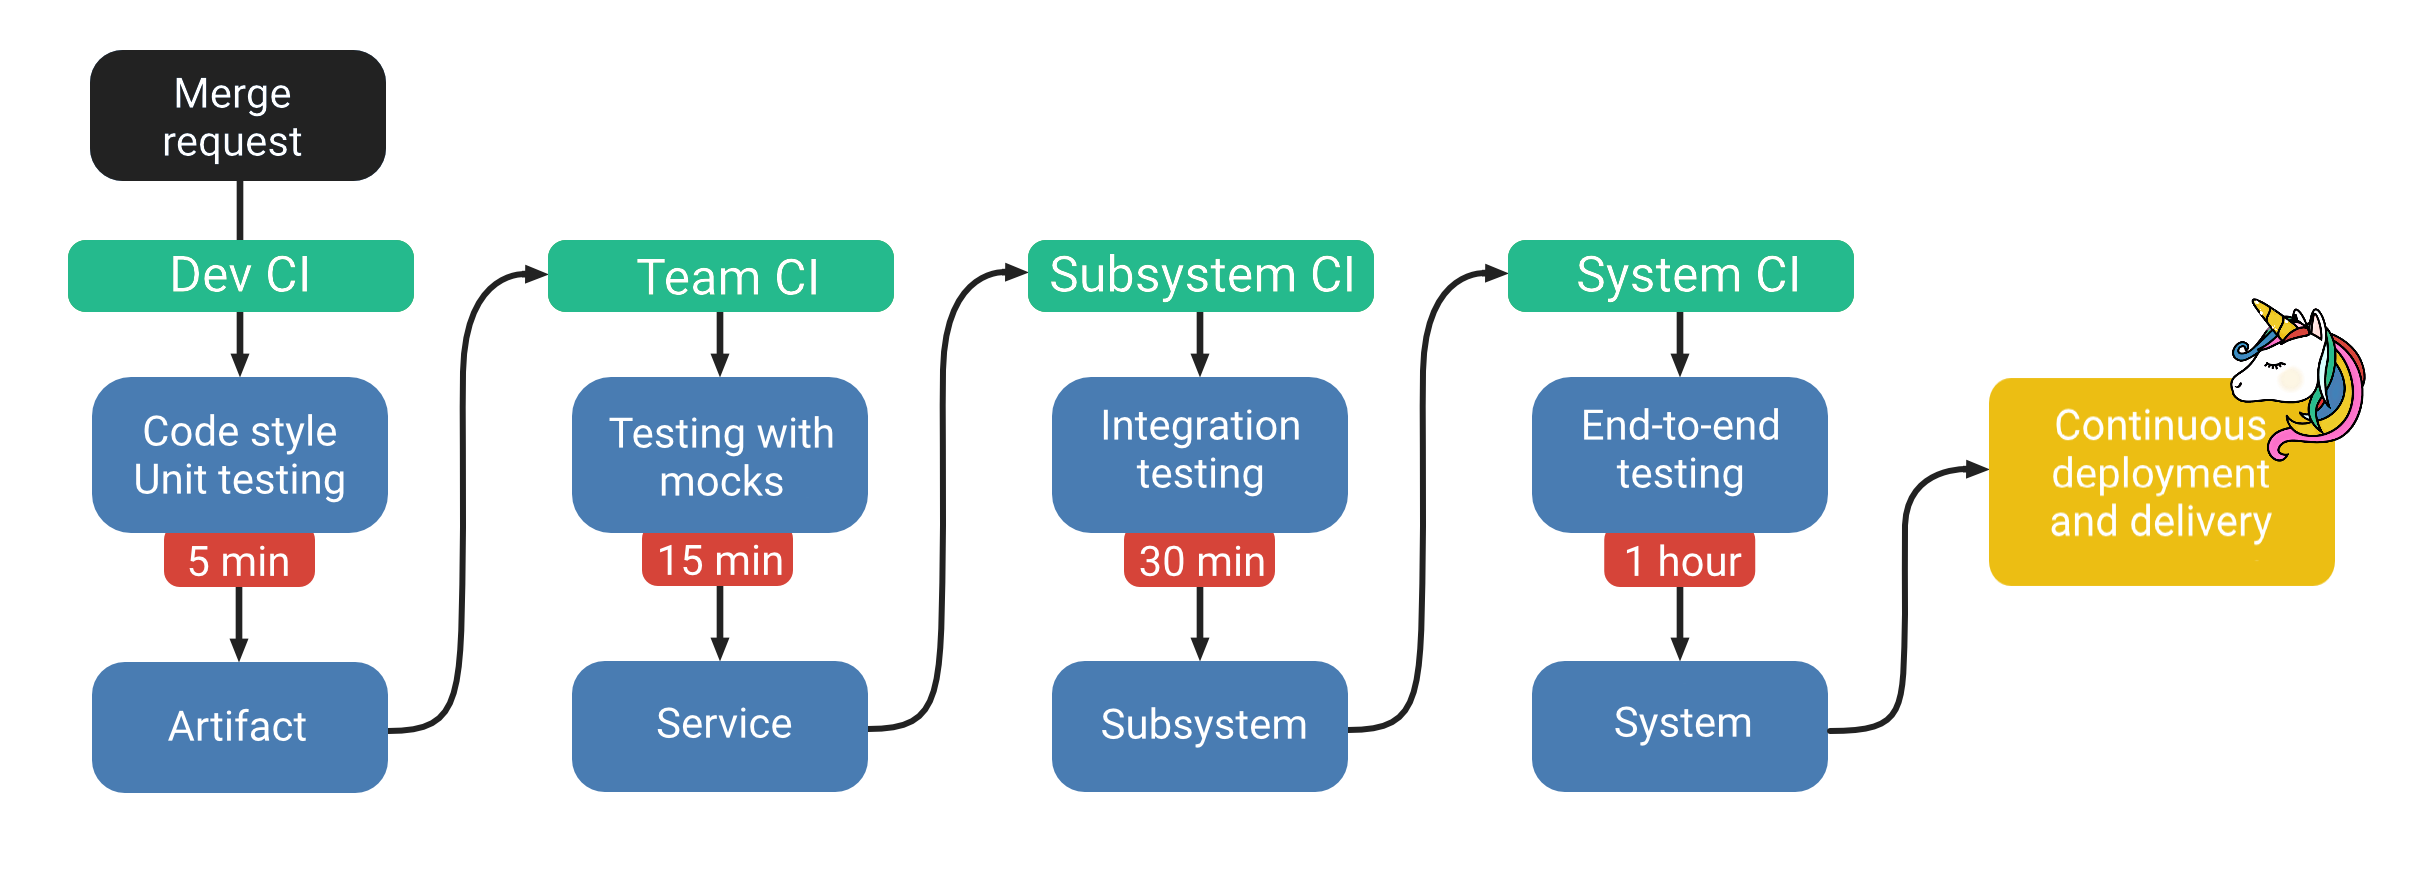 Merge
request
Dev CI
Code style
Unit testing
5 min
Artifact
Team CI
Testing with
mocks
15 min
Service
Subsystem CI
Integration
testing
30 min
Subsystem
System CI
End-to-end
testing
1 hour
System
Continuous
deployment
and delivery